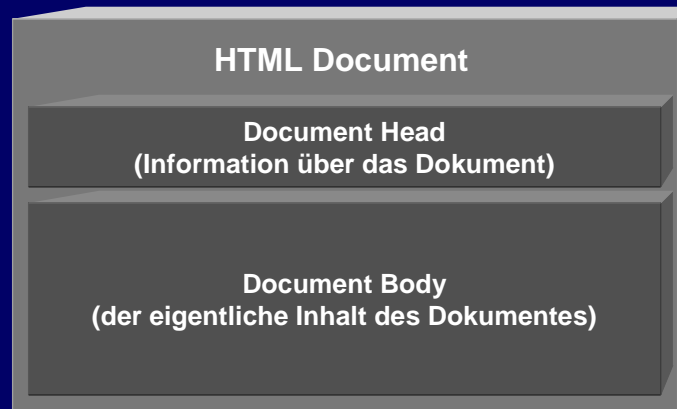 HTML Document
Document Head
(Information über das Dokument)
Document Body
(der eigentliche Inhalt des Dokumentes)